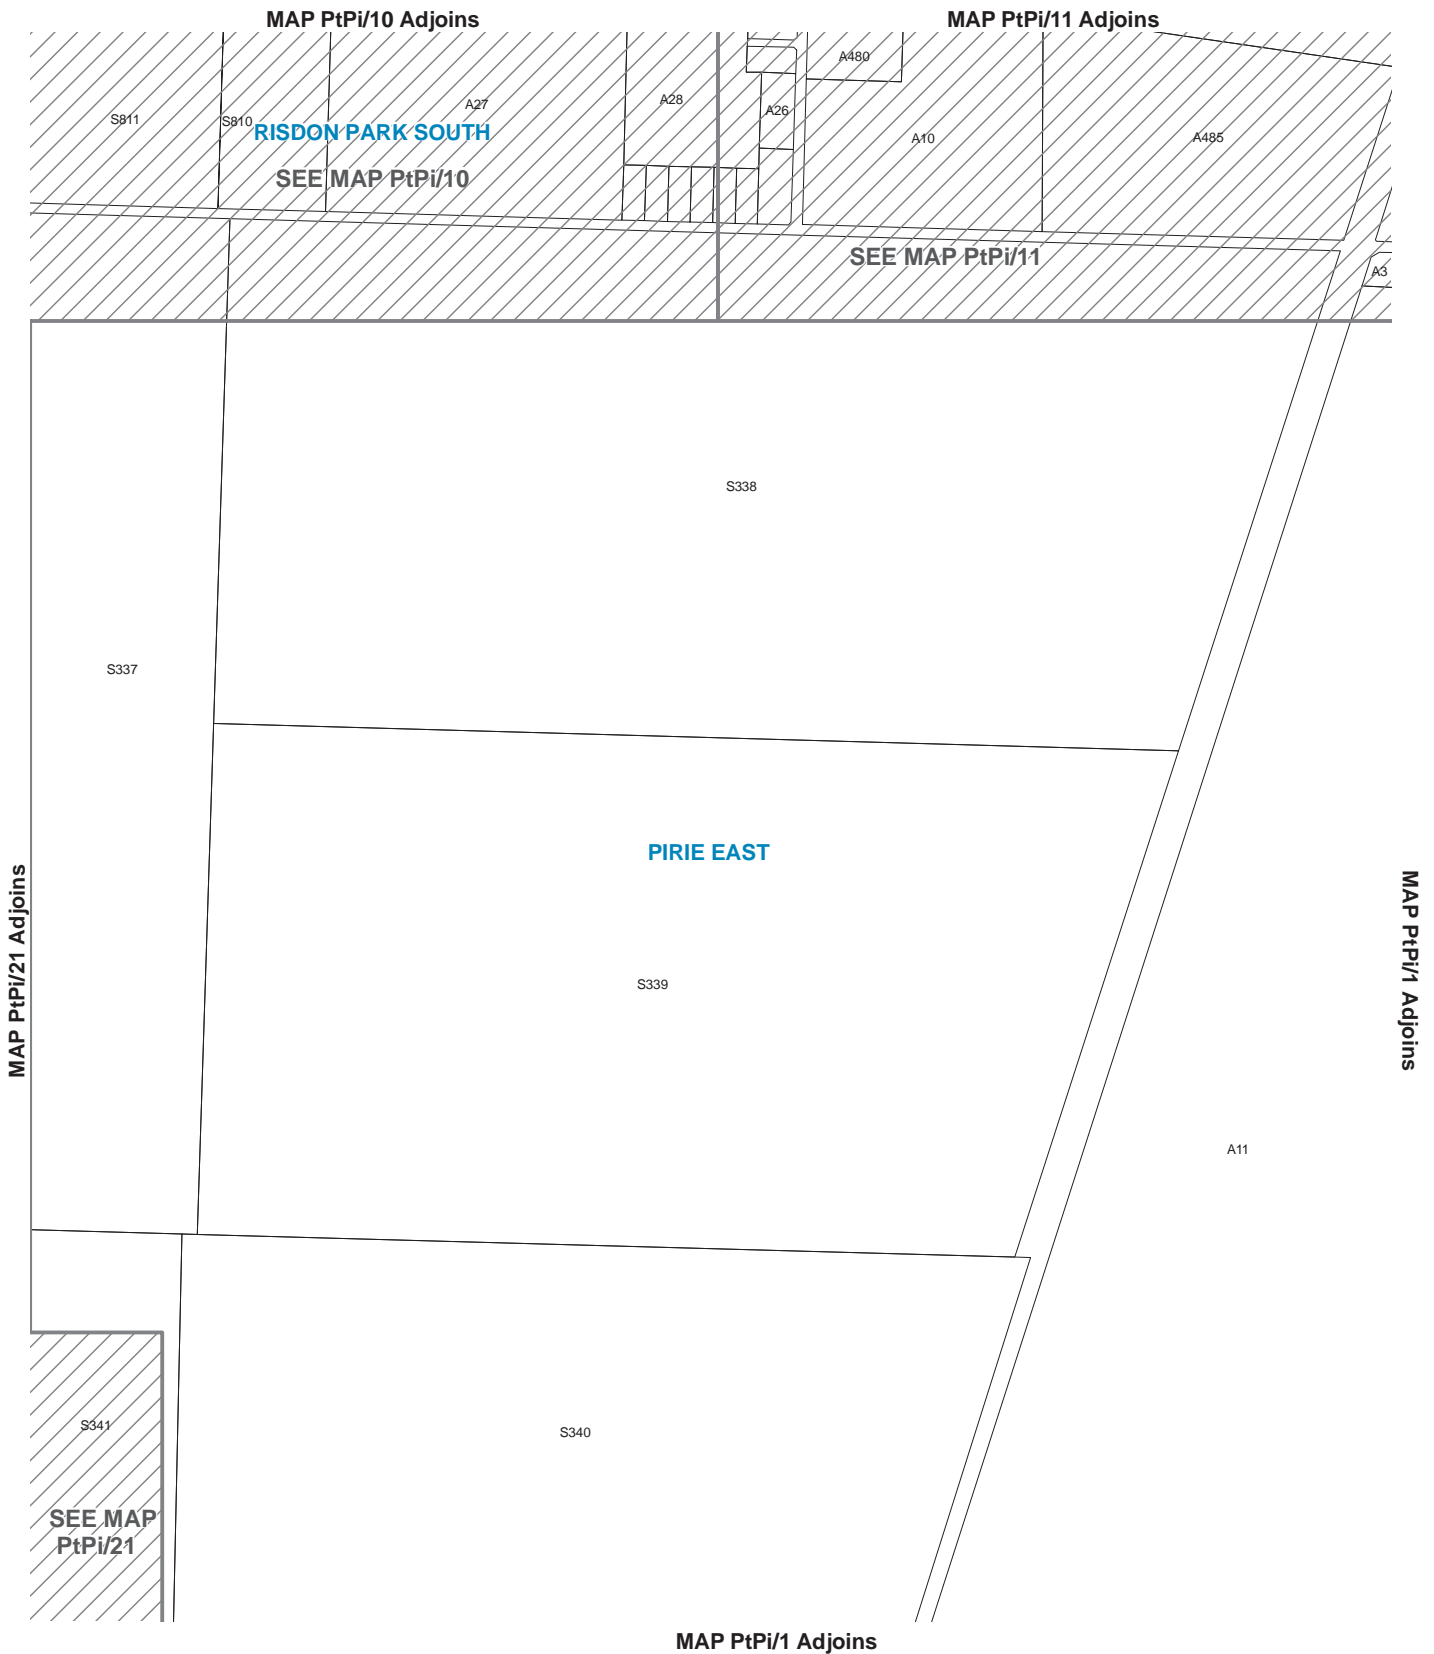 MAP PtPi/10 Adjoins
MAP PtPi/11 Adjoins
A480
A27
A28
A26
S811
S810
RISDON PARK SOUTH
A10
A485
SEE MAP PtPi/10
SEE MAP PtPi/11
A3
S338
S337
PIRIE EAST
MAP PtPi/21 Adjoins
MAP PtPi/1 Adjoins
S339
A11
S341
S340
SEE MAP
PtPi/21
MAP PtPi/1 Adjoins